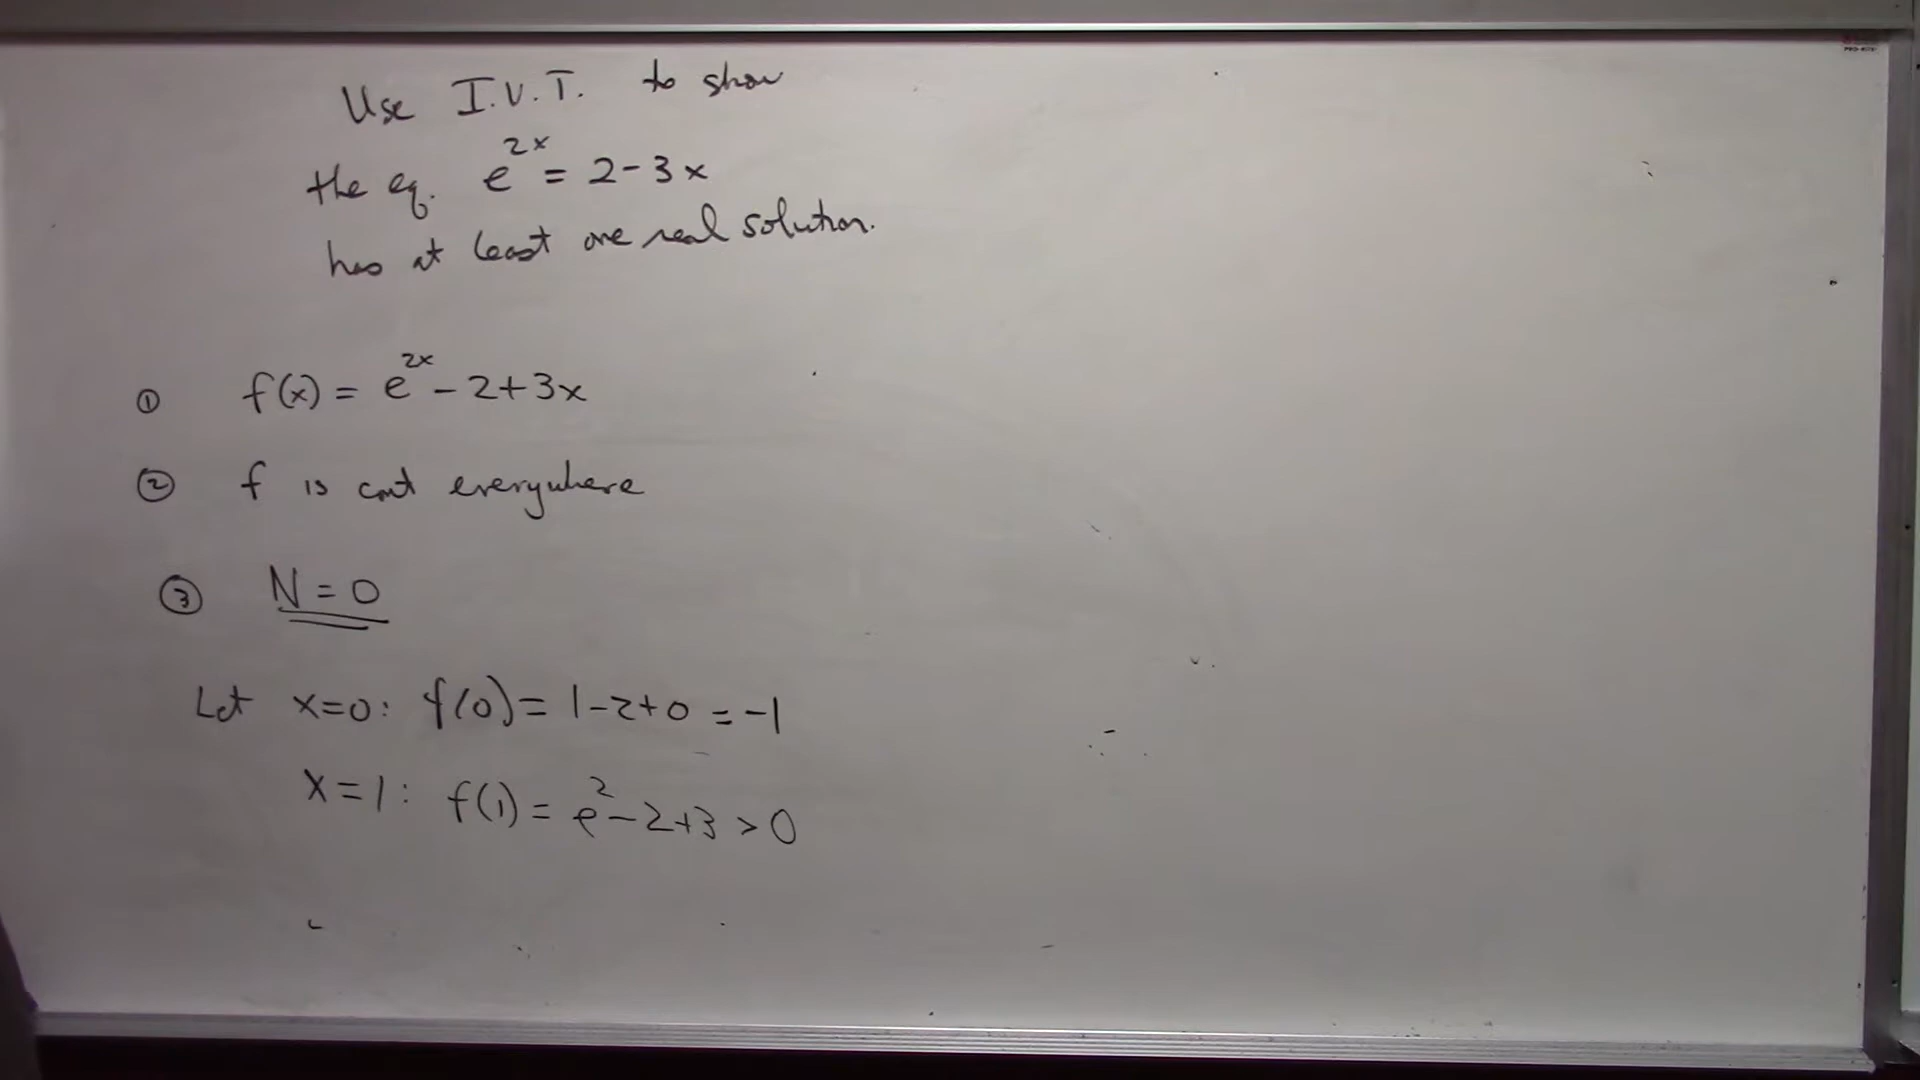 Use I.V.T. to show
the eq. e^{2x} = 2-3x
has at least one real solution.
① f(x) = e^{2x} - 2+3x
② f is cont everywhere
③ N = 0
Let x=0: f(0) = 1-2+0 = -1
x=1: f(1) = e^2-2+3 > 0